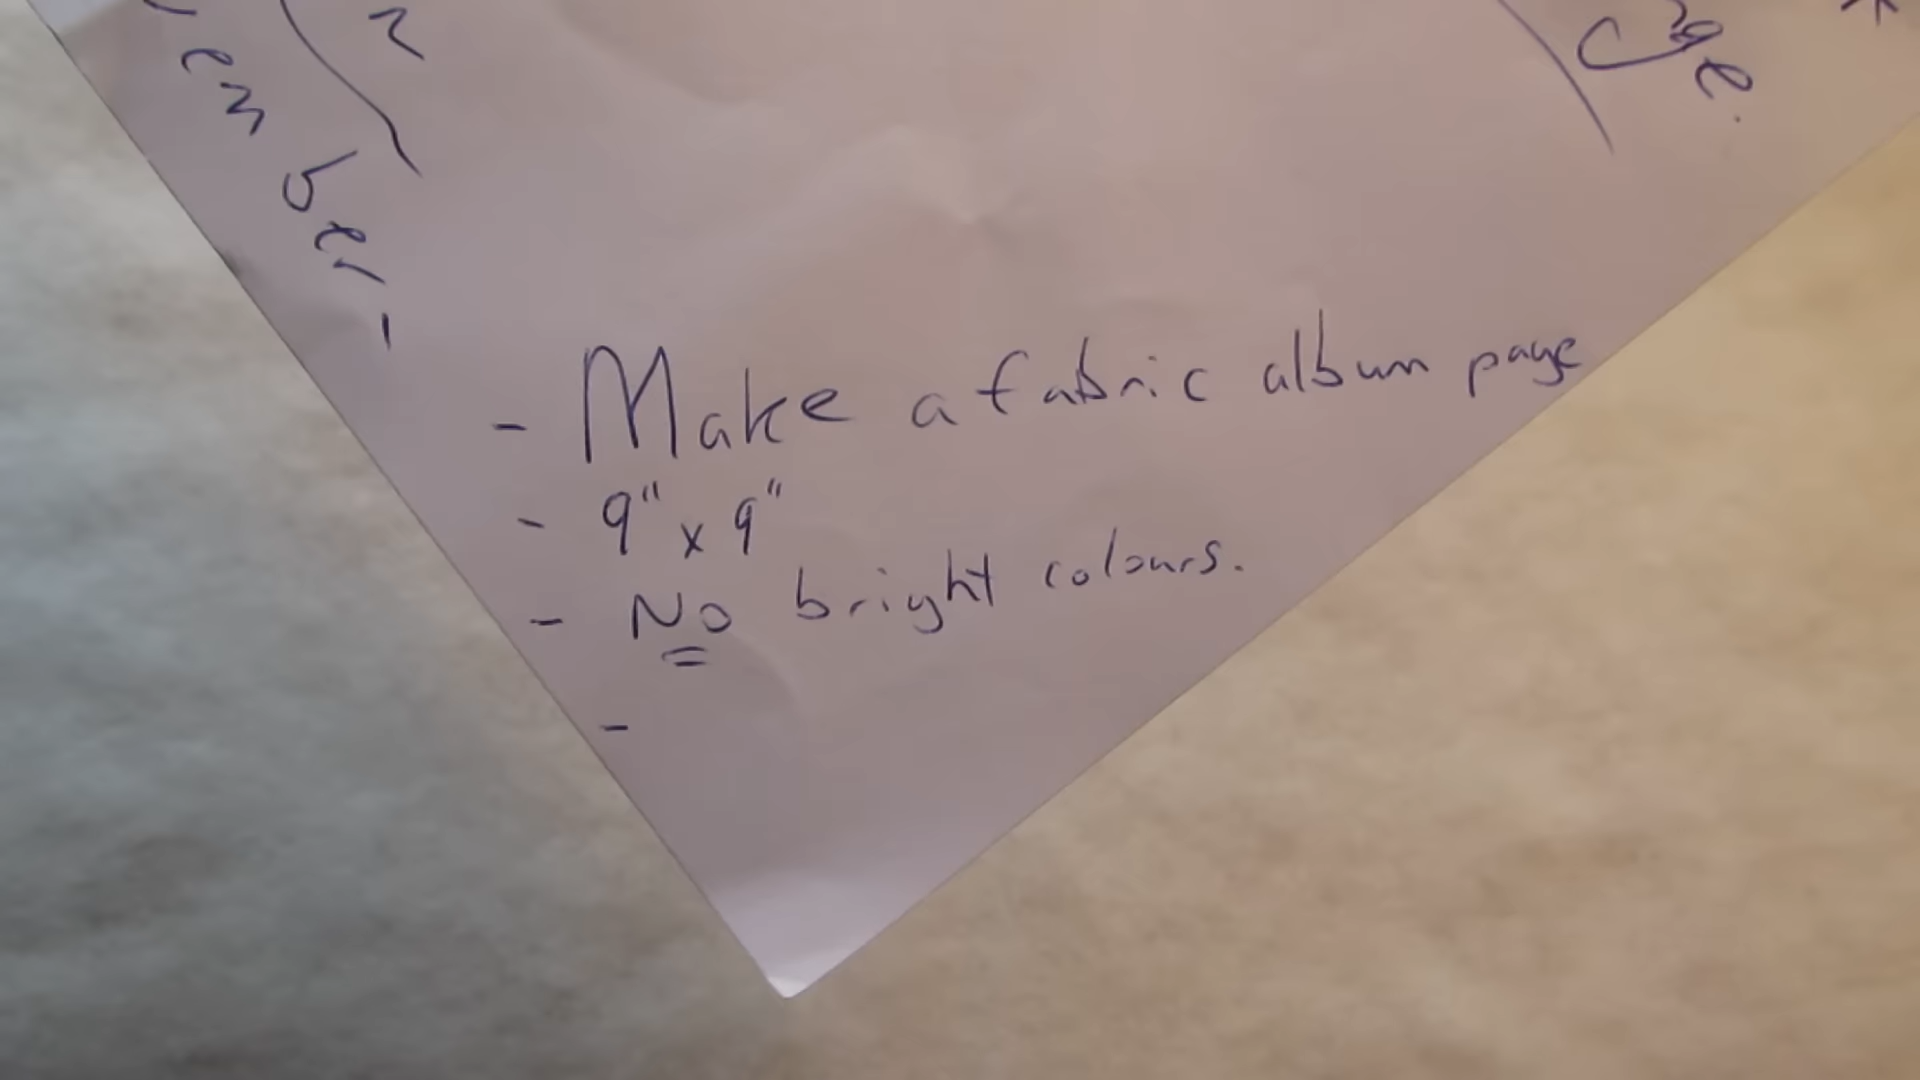 - Make a fabric album page
- 9" x 9"
- No bright colours.
-